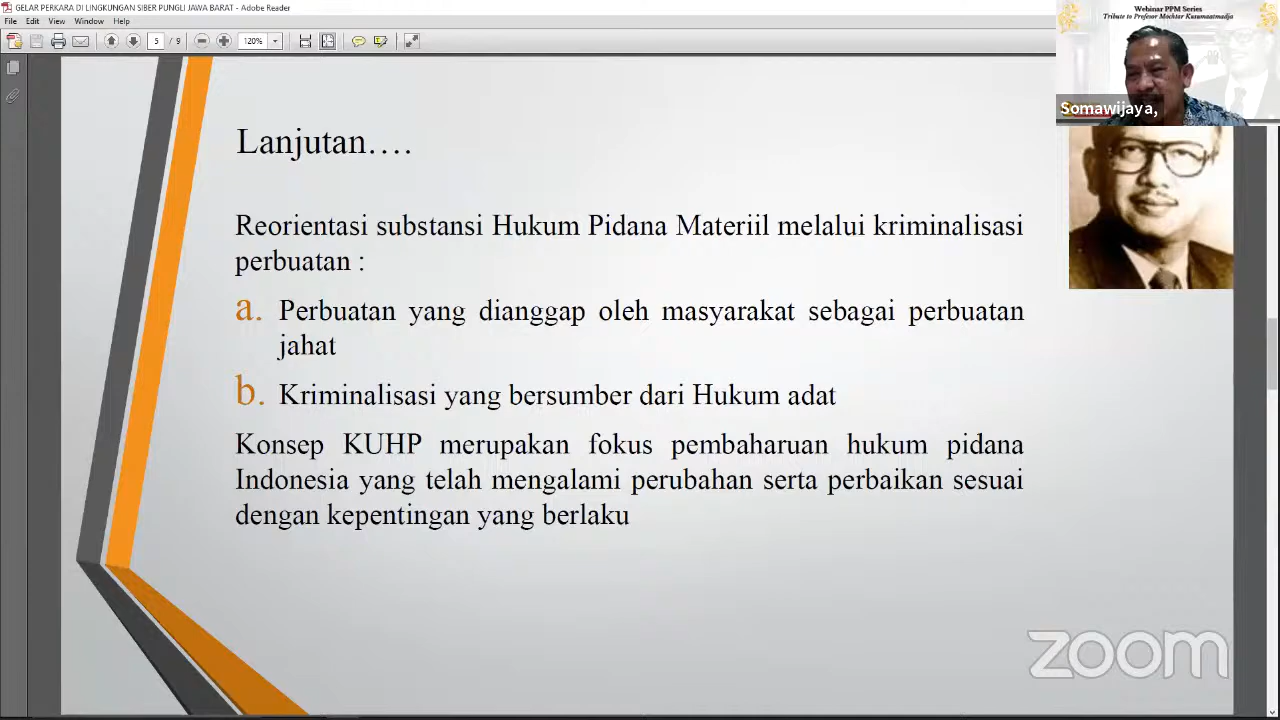 GELAR PERKARA DI LINGKUNGAN SIBER PUNGLI JAWA BARAT - Adobe Reader
File Edit View Window Help
5 / 9 120%
Webinar PPM Series
Tribute to Profesor Mochtar Kusumaatmadja
Somawijaya,
Lanjutan….
Reorientasi substansi Hukum Pidana Materiil melalui kriminalisasi
perbuatan :
a. Perbuatan yang dianggap oleh masyarakat sebagai perbuatan
jahat
b. Kriminalisasi yang bersumber dari Hukum adat
Konsep KUHP merupakan fokus pembaharuan hukum pidana
Indonesia yang telah mengalami perubahan serta perbaikan sesuai
dengan kepentingan yang berlaku
zoom